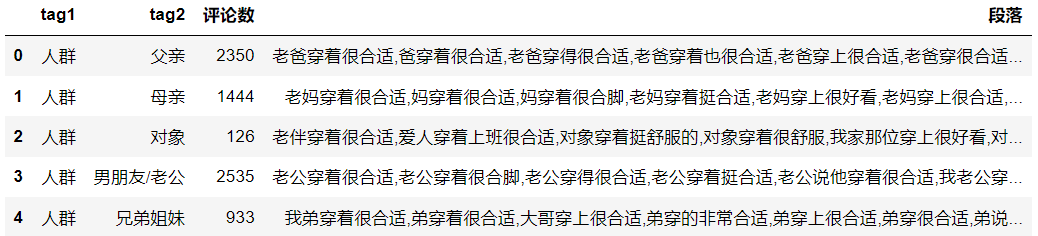 tag1 tag2 评论数 段落
0 人群 父亲 2350 老爸穿着很合适,爸穿着很合适,老爸穿得很合适,老爸穿着也很合适,老爸穿上很合适,老爸穿很合适...
1 人群 母亲 1444 老妈穿着很合适,妈穿着很合适,妈穿着很合脚,老妈穿着挺合适,老妈穿上很好看,老妈穿上很合适,...
2 人群 对象 126 老伴穿着很合适,爱人穿着上班很合适,对象穿着挺舒服的,对象穿着很舒服,我家那位穿上很好看,对...
3 人群 男朋友/老公 2535 老公穿着很合适,老公穿着很合脚,老公穿得很合适,老公穿着挺合适,老公说他穿着很合适,我老公穿...
4 人群 兄弟姐妹 933 我弟穿着很合适,弟穿着很合适,大哥穿上很合适,弟穿的非常合适,弟穿上很合适,弟穿很合适,弟说...